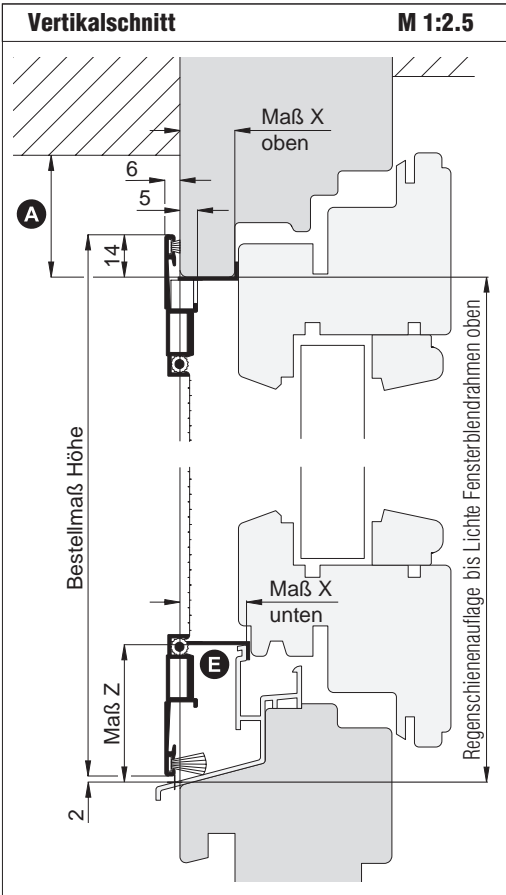 Vertikalschnitt M 1:2.5
Maß X
oben
6
A
5
14
Bestellmaß Höhe
Regenschienenauflage bis Lichte Fensterblendrahmen oben
Maß X
unten
E
Maß Z
2